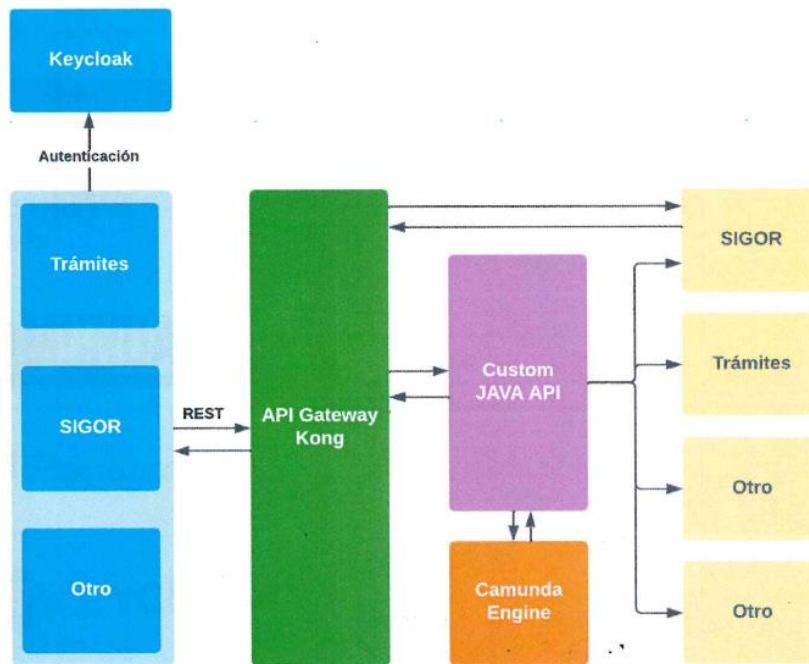 Keycloak
Autenticación
Trámites
SIGOR
Otro
REST
API Gateway
Kong
Custom
JAVA API
Camunda
Engine
SIGOR
Trámites
Otro
Otro